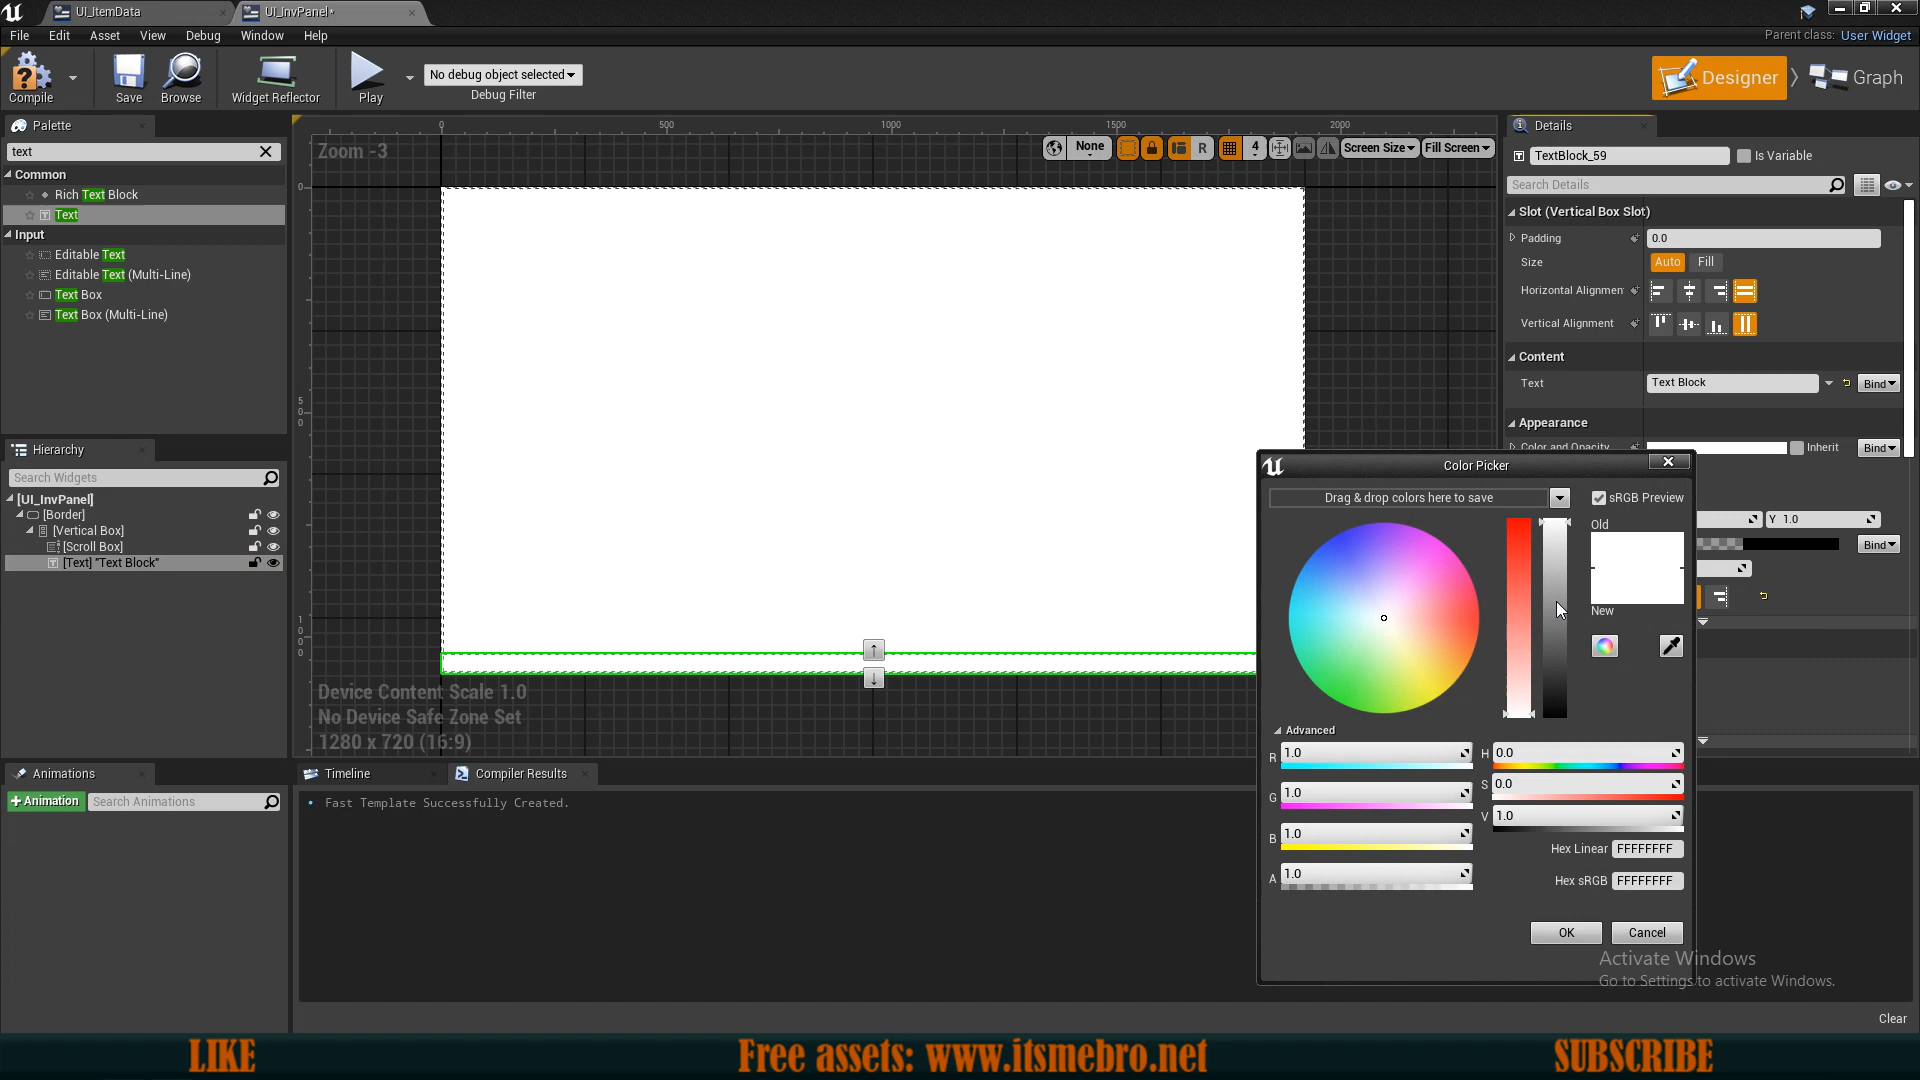 UI_ItemData
UI_InvPanel*
File Edit Asset View Debug Window Help
Parent class: User Widget
Compile
Save
Browse
Widget Reflector
Play
No debug object selected
Debug Filter
Designer
Graph
Palette
text
Common
Rich Text Block
Text
Input
Editable Text
Editable Text (Multi-Line)
Text Box
Text Box (Multi-Line)
Hierarchy
Search Widgets
[UI_InvPanel]
[Border]
[Vertical Box]
[Scroll Box]
[Text] "Text Block"
Animations
+Animation
Search Animations
0 500 1000 1500 2000
Zoom -3
None
R
4
Screen Size
Fill Screen
0
500
1000
Device Content Scale 1.0
No Device Safe Zone Set
1280 x 720 (16:9)
Details
TextBlock_59
Is Variable
Search Details
Slot (Vertical Box Slot)
Padding
0.0
Size
Auto
Fill
Horizontal Alignmen
Vertical Alignment
Content
Text
Text Block
Bind
Appearance
Color and Opacity
Inherit
Bind
Y 1.0
Bind
Color Picker
Drag & drop colors here to save
sRGB Preview
Old
New
Advanced
R 1.0
G 1.0
B 1.0
A 1.0
H 0.0
S 0.0
V 1.0
Hex Linear FFFFFFFF
Hex sRGB FFFFFFFF
OK
Cancel
Timeline
Compiler Results
• Fast Template Successfully Created.
Activate Windows
Go to Settings to activate Windows.
Clear
LIKE
Free assets: www.itsmebro.net
SUBSCRIBE